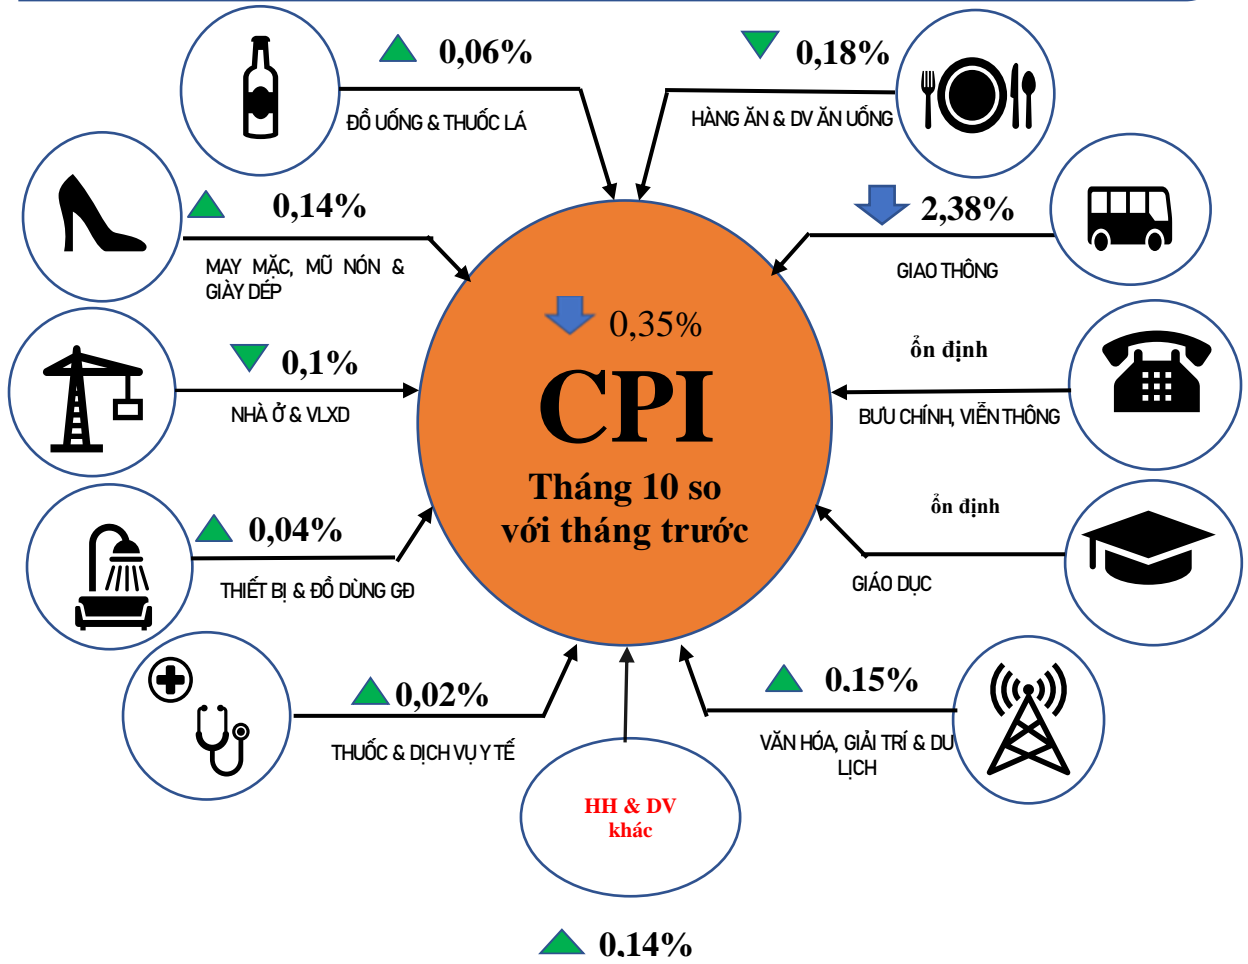 0,06%
ĐỒ UỐNG & THUỐC LÁ
0,18%
HÀNG ĂN & DV ĂN UỐNG
0,14%
MAY MẶC, MŨ NÓN &
GIÀY DÉP
2,38%
GIAO THÔNG
0,35%
CPI
Tháng 10 so
với tháng trước
0,1%
NHÀ Ở & VLXD
ổn định
BƯU CHÍNH, VIỄN THÔNG
0,04%
THIẾT BỊ & ĐỒ DÙNG GĐ
ổn định
GIÁO DỤC
0,02%
THUỐC & DỊCH VỤ Y TẾ
0,15%
VĂN HÓA, GIẢI TRÍ & DU
LỊCH
HH & DV
khác
0,14%